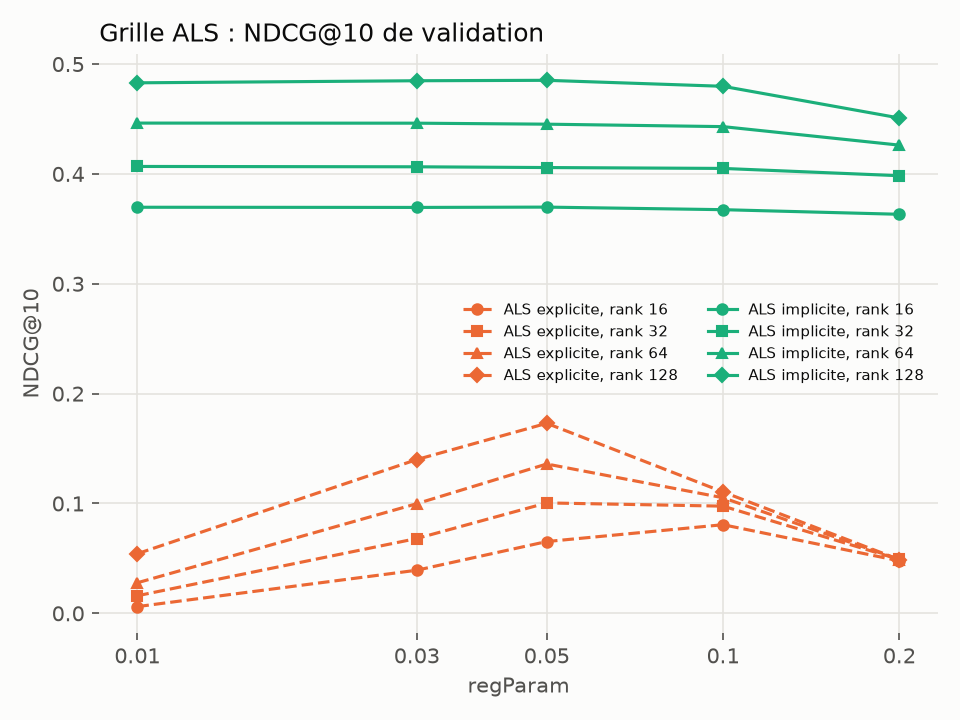 Grille ALS : NDCG@10 de validation
0.5
0.4
0.3
0.2
0.1
0.0
NDCG@10
ALS explicite, rank 16
ALS explicite, rank 32
ALS explicite, rank 64
ALS explicite, rank 128
ALS implicite, rank 16
ALS implicite, rank 32
ALS implicite, rank 64
ALS implicite, rank 128
0.01 0.03 0.05 0.1 0.2
regParam